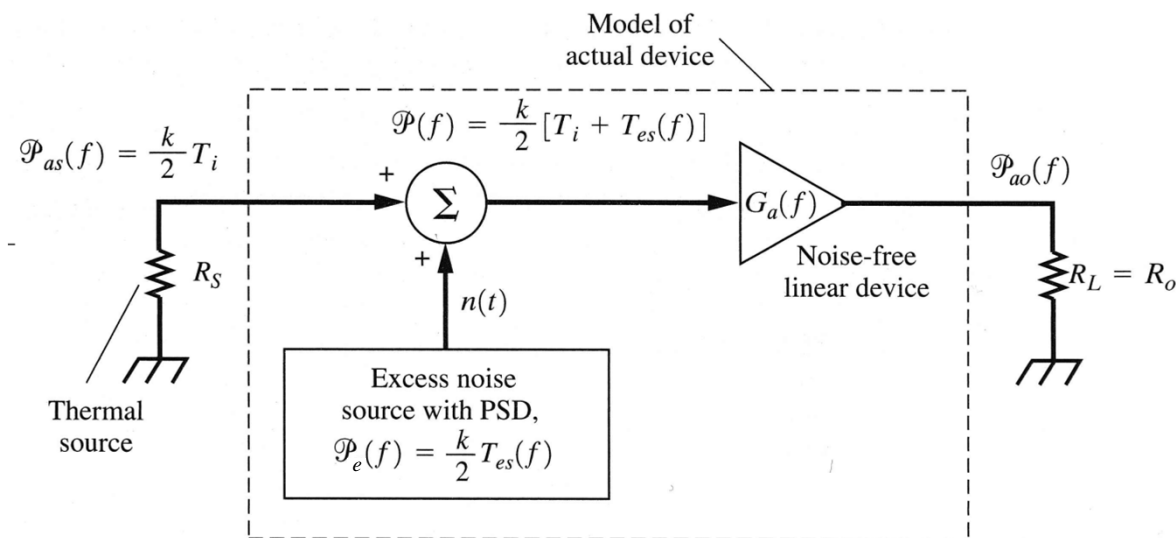 Model of
actual device
𝒫(f) = k/2 [T_i + T_es(f)]
𝒫_as(f) = k/2 T_i
𝒫_ao(f)
+
Σ
G_a(f)
+
R_S
Noise-free
linear device
R_L = R_o
n(t)
Thermal
source
Excess noise
source with PSD,
𝒫_e(f) = k/2 T_es(f)